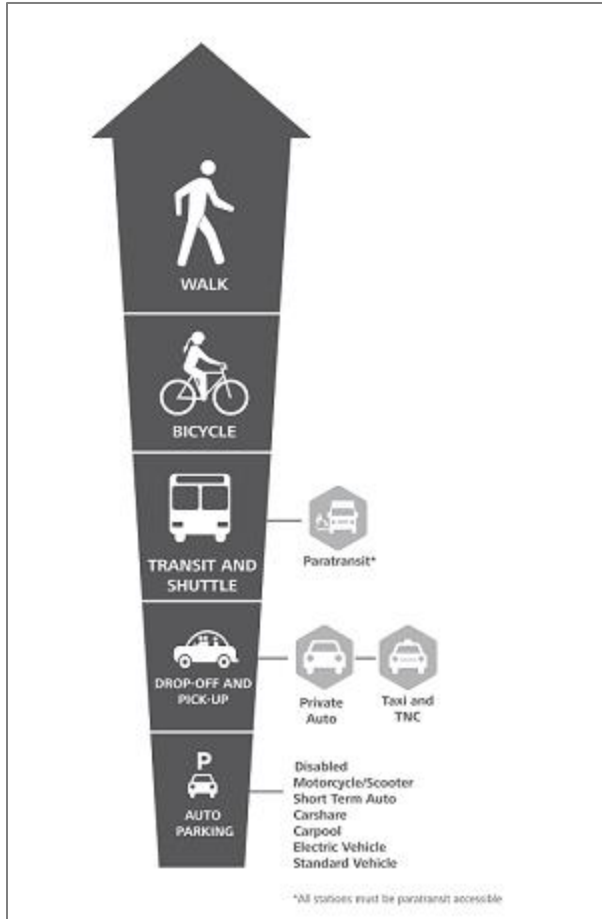 WALK
BICYCLE
TRANSIT AND
SHUTTLE
Paratransit*
DROP-OFF AND
PICK-UP
Private
Auto
Taxi and
TNC
P
AUTO
PARKING
Disabled
Motorcycle/Scooter
Short Term Auto
Carshare
Carpool
Electric Vehicle
Standard Vehicle
*All stations must be paratransit accessible